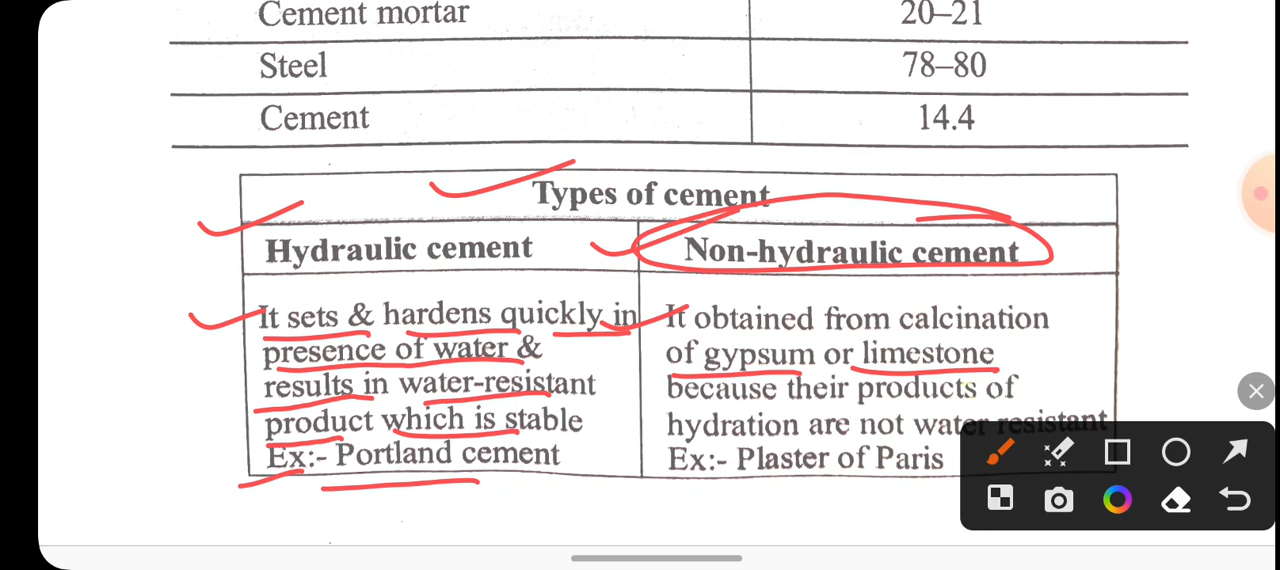 Cement mortar 20–21
Steel 78–80
Cement 14.4
Types of cement
Hydraulic cement
Non-hydraulic cement
It sets & hardens quickly in
presence of water &
results in water-resistant
product which is stable
Ex:- Portland cement
It obtained from calcination
of gypsum or limestone
because their products of
hydration are not water resistant
Ex:- Plaster of Paris